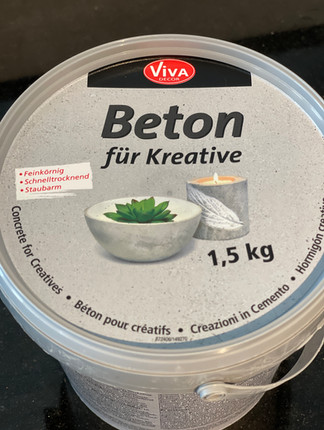 ViVA
DECOR
Beton
für Kreative
• Feinkörnig
• Schnelltrocknend
• Staubarm
1,5 kg
Concrete for Creatives • Béton pour créatifs • Creazioni in Cemento • Hormigón creativo